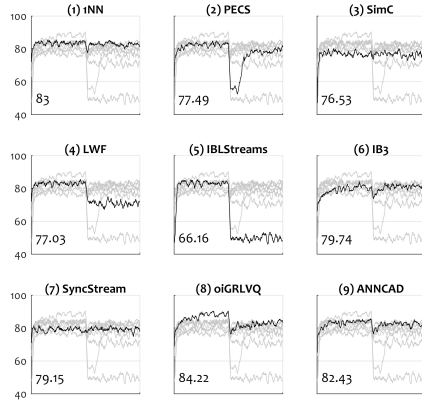 (1) 1NN (2) PECS (3) SimC
100
80
60
40
83 77.49 76.53
(4) LWF (5) IBLStreams (6) IB3
100
80
60
40
77.03 66.16 79.74
(7) SyncStream (8) oiGRLVQ (9) ANNCAD
100
80
60
40
79.15 84.22 82.43